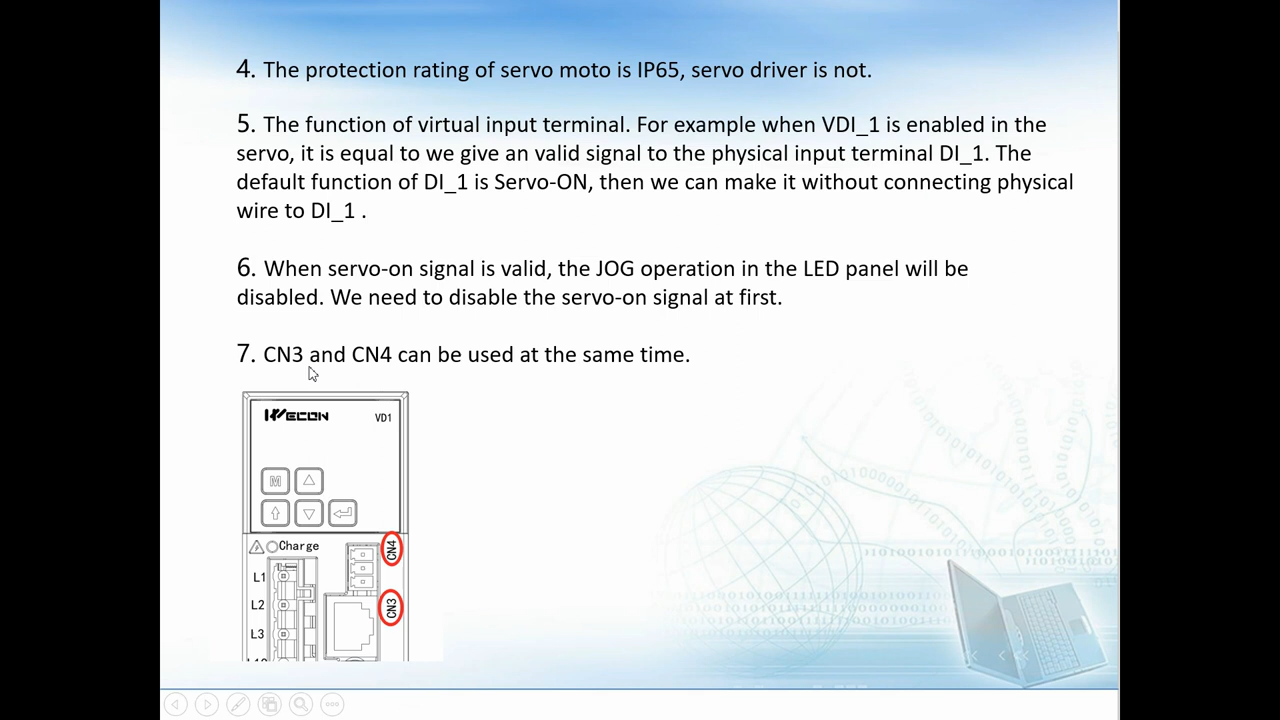 4. The protection rating of servo moto is IP65, servo driver is not.
5. The function of virtual input terminal. For example when VDI_1 is enabled in the
servo, it is equal to we give an valid signal to the physical input terminal DI_1. The
default function of DI_1 is Servo-ON, then we can make it without connecting physical
wire to DI_1 .
6. When servo-on signal is valid, the JOG operation in the LED panel will be
disabled. We need to disable the servo-on signal at first.
7. CN3 and CN4 can be used at the same time.
WECON
VD1
M
Charge
CN4
L1
L2
CN3
L3